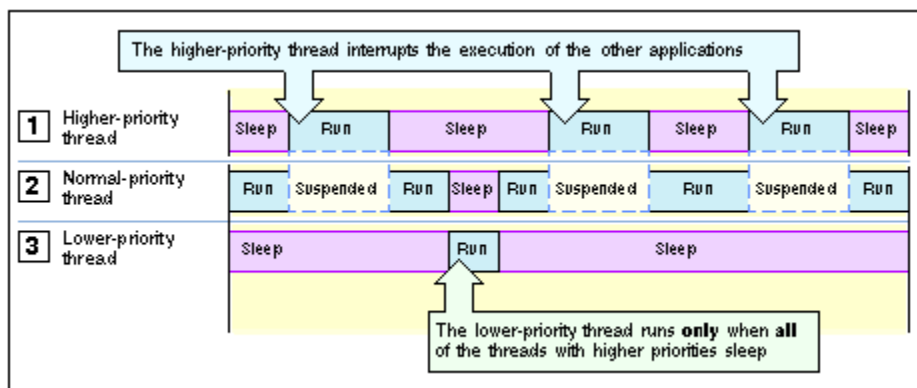 The higher-priority thread interrupts the execution of the other applications
1 Higher-priority
thread
Sleep Run Sleep Run Sleep Run Sleep
2 Normal-priority
thread
Run Suspended Run Sleep Run Suspended Run Suspended Run
3 Lower-priority
thread
Sleep Run Sleep
The lower-priority thread runs only when all
of the threads with higher priorities sleep